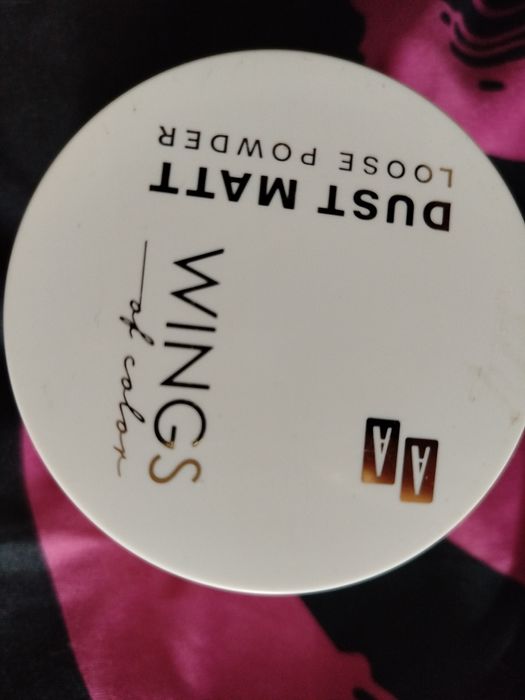 AA
WINGS
of color
DUST MATT
LOOSE POWDER